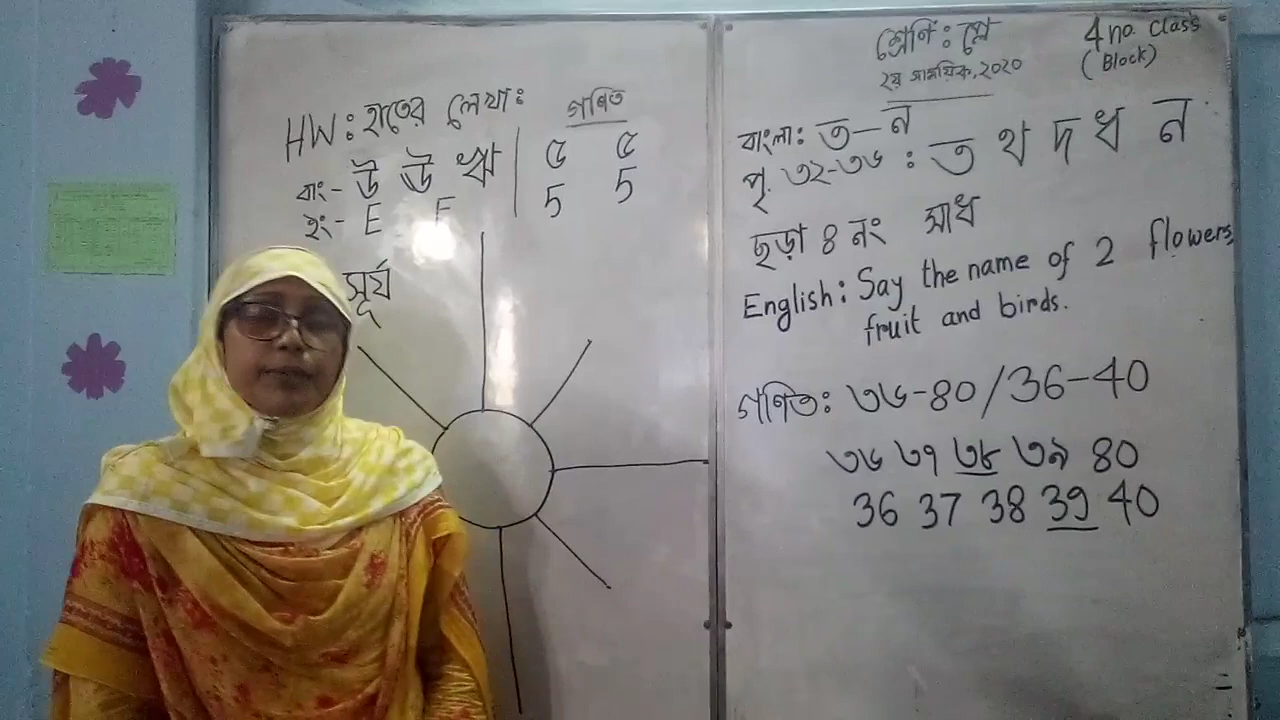 HW: হাতের লেখা:
গণিত
বাং- উ ঊ ঋ
৫ ৫
ইং- E F
5 5
সূর্য
শ্রেণি: প্লে
২য় সাময়িক, ২০২০
4 no. class
(Block)
বাংলা: ত—ন
পৃ. ৩২-৩৬ : ত থ দ ধ ন
ছড়া ৪ নং সাধ
English: Say the name of 2 flowers,
fruit and birds.
গণিত: ৩৬-৪০/36-40
৩৬ ৩৭ ৩৮ ৩৯ ৪০
36 37 38 39 40